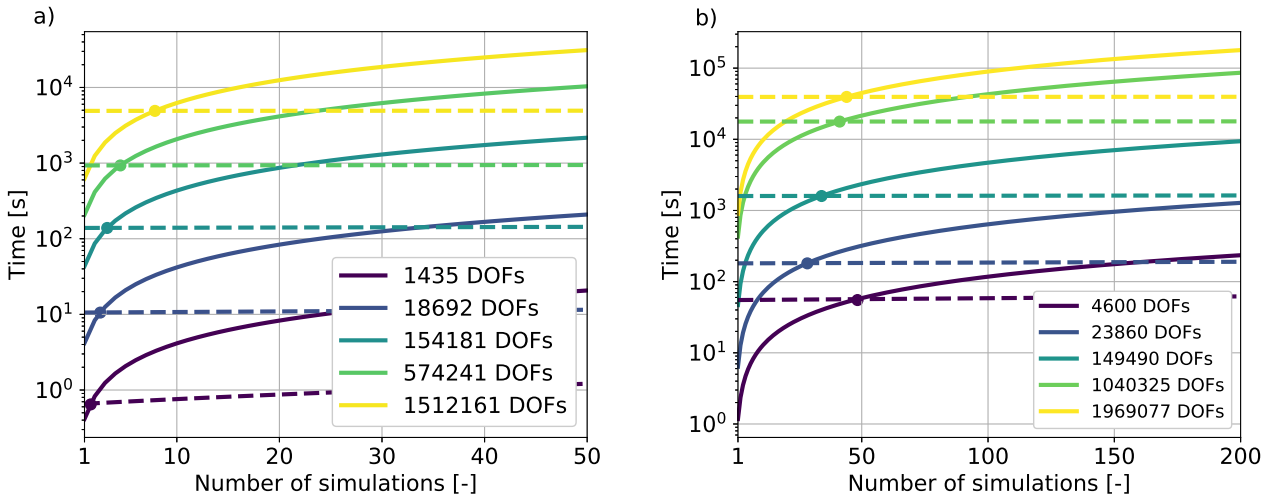 a)
Time [s]
10^4
10^3
10^2
10^1
10^0
1435 DOFs
18692 DOFs
154181 DOFs
574241 DOFs
1512161 DOFs
1 10 20 30 40 50
Number of simulations [-]
b)
Time [s]
10^5
10^4
10^3
10^2
10^1
10^0
4600 DOFs
23860 DOFs
149490 DOFs
1040325 DOFs
1969077 DOFs
1 50 100 150 200
Number of simulations [-]